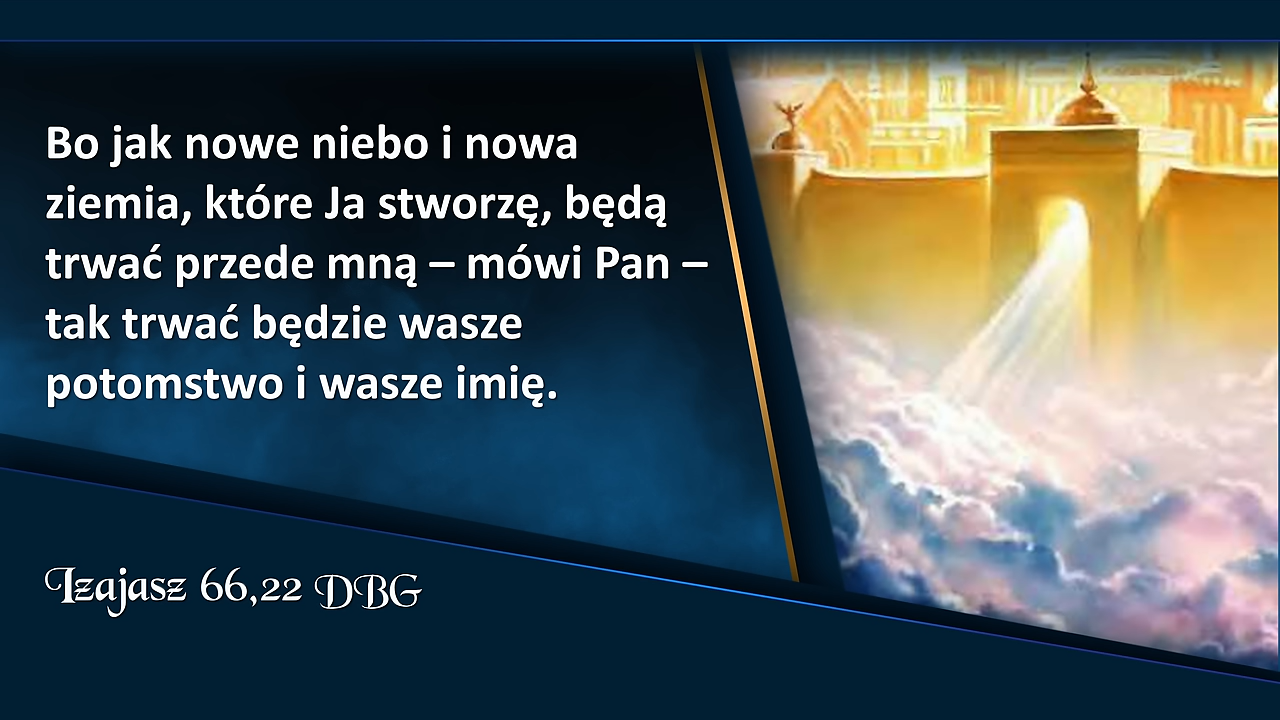 Bo jak nowe niebo i nowa
ziemia, które Ja stworzę, będą
trwać przede mną – mówi Pan –
tak trwać będzie wasze
potomstwo i wasze imię.
Izajasz 66,22 DBG